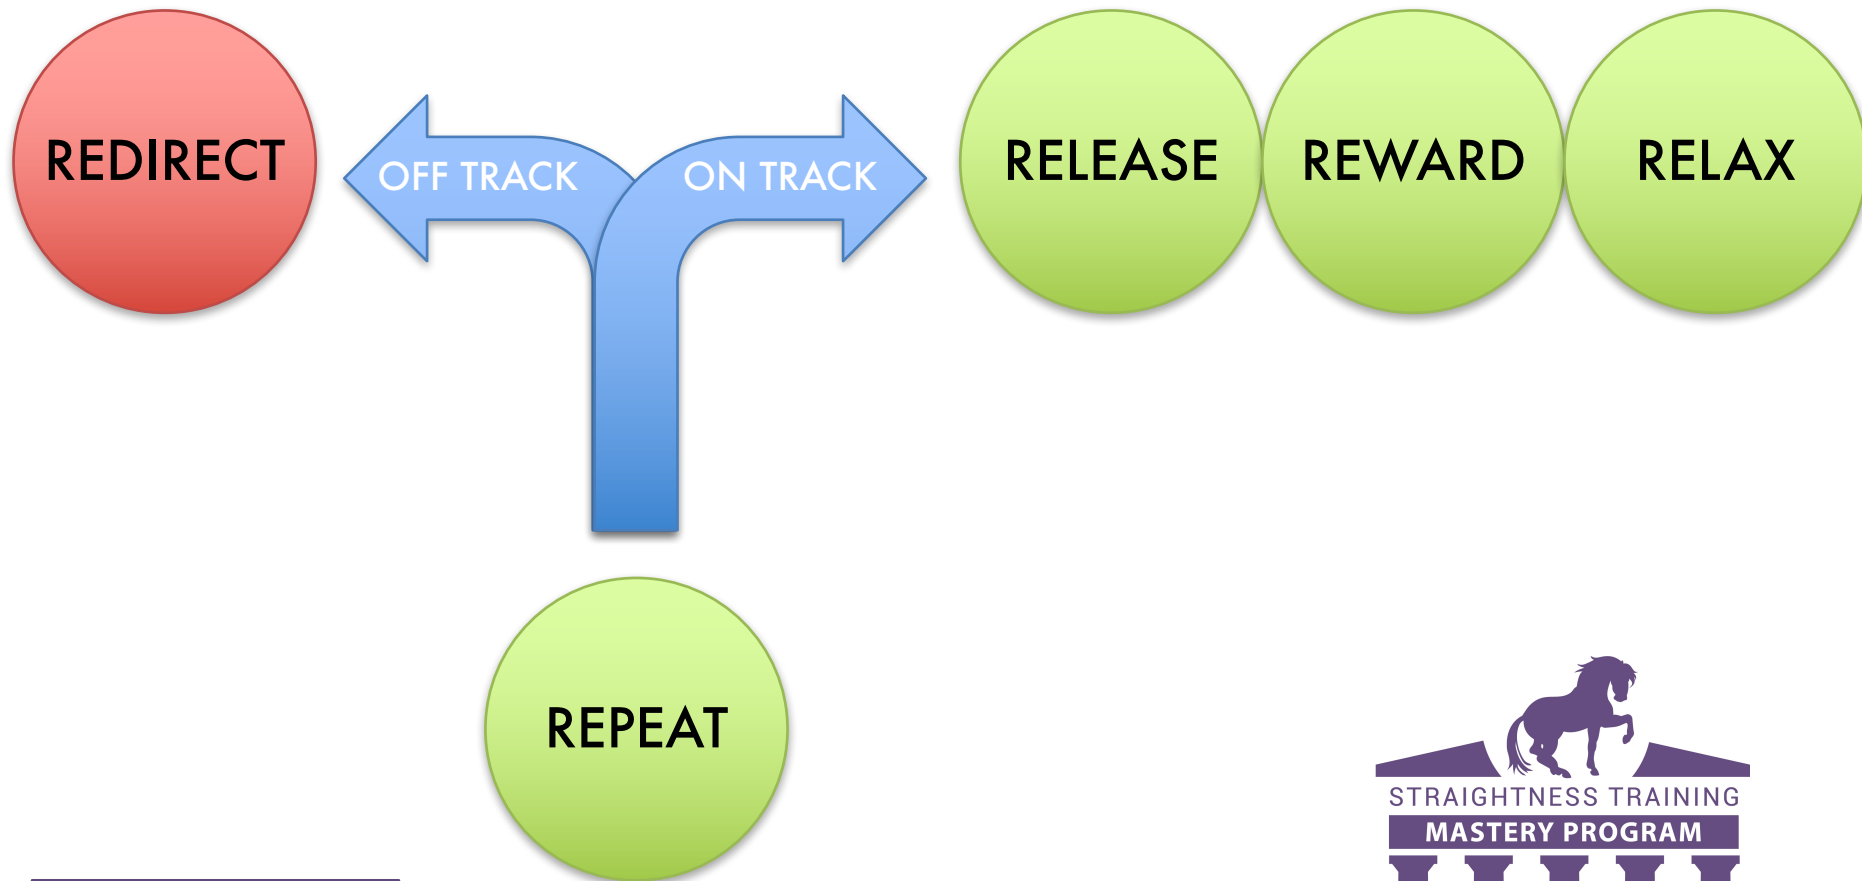 REDIRECT
OFF TRACK
ON TRACK
RELEASE
REWARD
RELAX
REPEAT
STRAIGHTNESS TRAINING
MASTERY PROGRAM